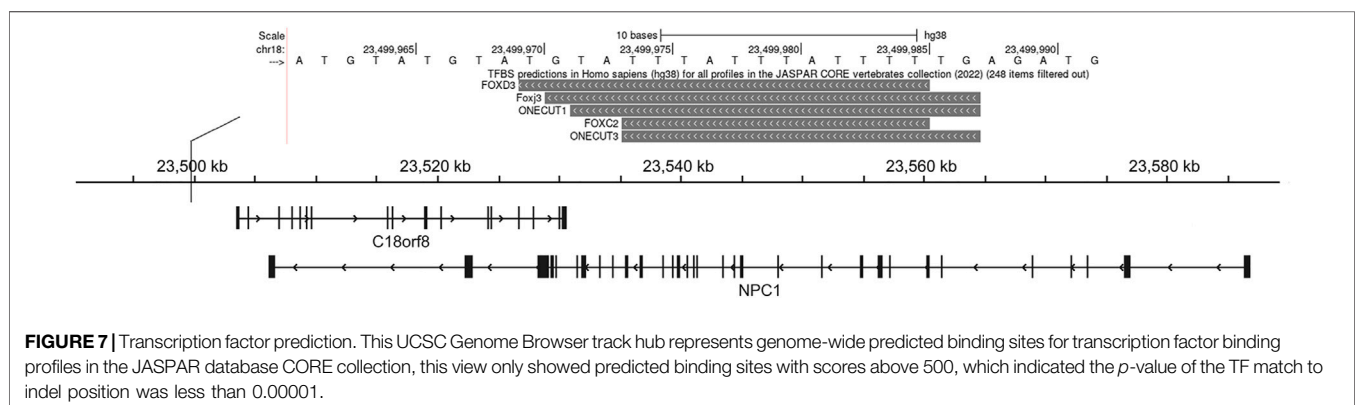 Scale 10 bases hg38
chr18: 23,499,965 23,499,970 23,499,975 23,499,980 23,499,985 23,499,990
---> A T G T A T G T A T G T A T T T A T T T A T T T T T G A G A T G
TFBS predictions in Homo sapiens (hg38) for all profiles in the JASPAR CORE vertebrates collection (2022) (248 items filtered out)
FOXD3
Foxj3
ONECUT1
FOXC2
ONECUT3
23,500 kb 23,520 kb 23,540 kb 23,560 kb 23,580 kb
C18orf8
NPC1
FIGURE 7 | Transcription factor prediction. This UCSC Genome Browser track hub represents genome-wide predicted binding sites for transcription factor binding
profiles in the JASPAR database CORE collection, this view only showed predicted binding sites with scores above 500, which indicated the p-value of the TF match to
indel position was less than 0.00001.